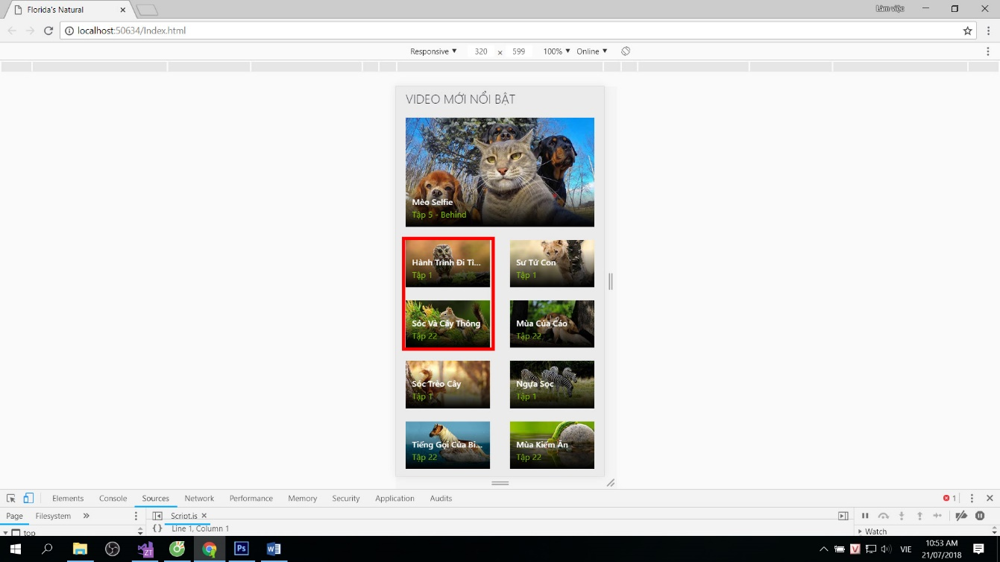 Florida's Natural
Làm việc
localhost:50634/Index.html
Responsive 320 x 599 100% Online
VIDEO MỚI NỔI BẬT
Mèo Selfie
Tập 5 - Behind
Hành Trình Đi Tì...
Tập 1
Sư Tử Con
Tập 1
Sóc Và Cây Thông
Tập 22
Mùa Của Cáo
Tập 22
Sóc Trèo Cây
Tập 1
Ngựa Sọc
Tập 1
Tiếng Gọi Của Bi...
Tập 22
Mùa Kiếm Ăn
Tập 22
Elements Console Sources Network Performance Memory Security Application Audits 1
Page Filesystem » Script.js
top {} Line 1, Column 1 Watch
Ps VIE 10:53 AM
21/07/2018